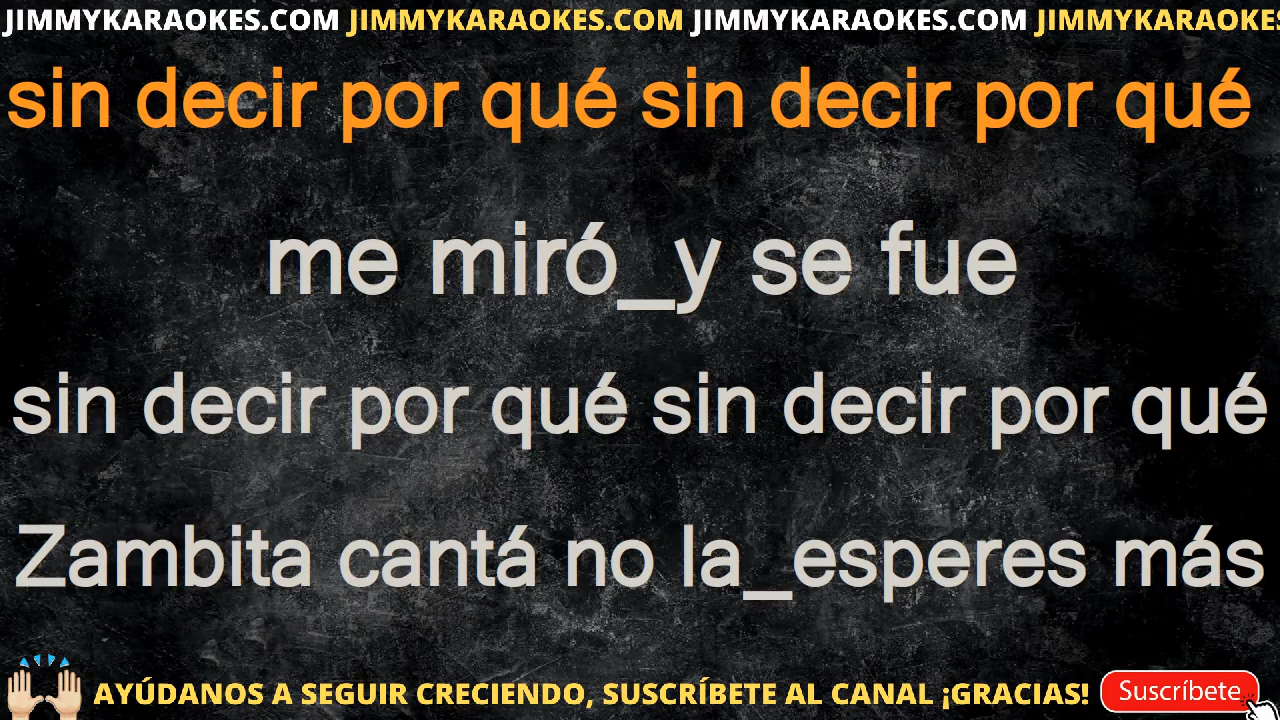 JIMMYKARAOKES.COM JIMMYKARAOKES.COM JIMMYKARAOKES.COM JIMMYKARAOKES
sin decir por qué sin decir por qué
me miró_y se fue
sin decir por qué sin decir por qué
Zambita cantá no la_esperes más
AYÚDANOS A SEGUIR CRECIENDO, SUSCRÍBETE AL CANAL ¡GRACIAS! Suscríbete